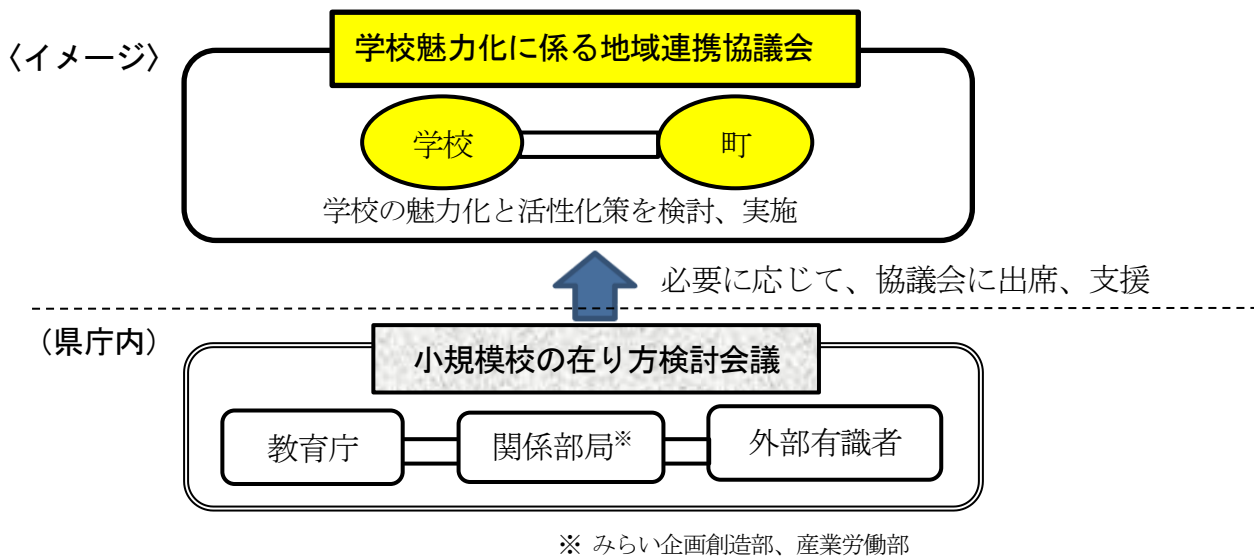 〈イメージ〉
学校魅力化に係る地域連携協議会
学校
町
学校の魅力化と活性化策を検討、実施
必要に応じて、協議会に出席、支援
（県庁内）
小規模校の在り方検討会議
教育庁
関係部局※
外部有識者
※ みらい企画創造部、産業労働部